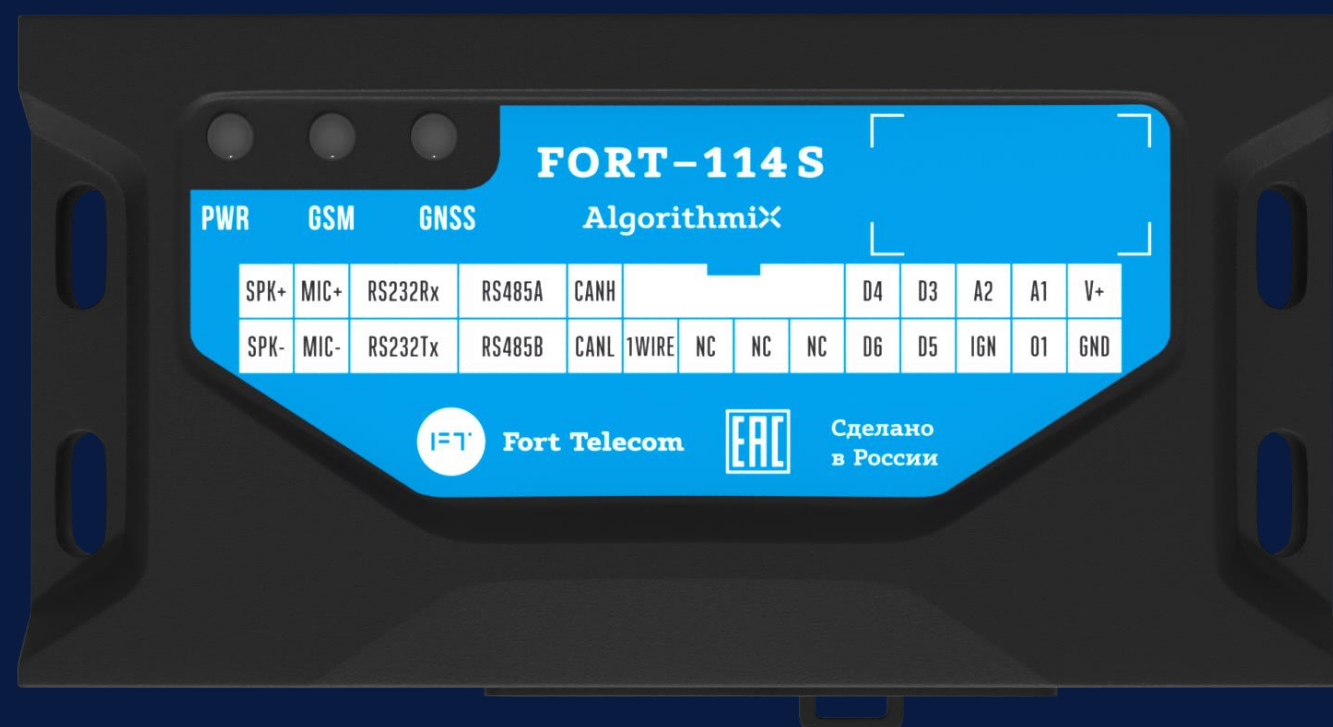 FORT-114 S
AlgorithmiX
PWR GSM GNSS
SPK+ MIC+ RS232Rx RS485A CANH D4 D3 A2 A1 V+
SPK- MIC- RS232Tx RS485B CANL 1WIRE NC NC NC D6 D5 IGN O1 GND
FT Fort Telecom EAC Сделано
в России